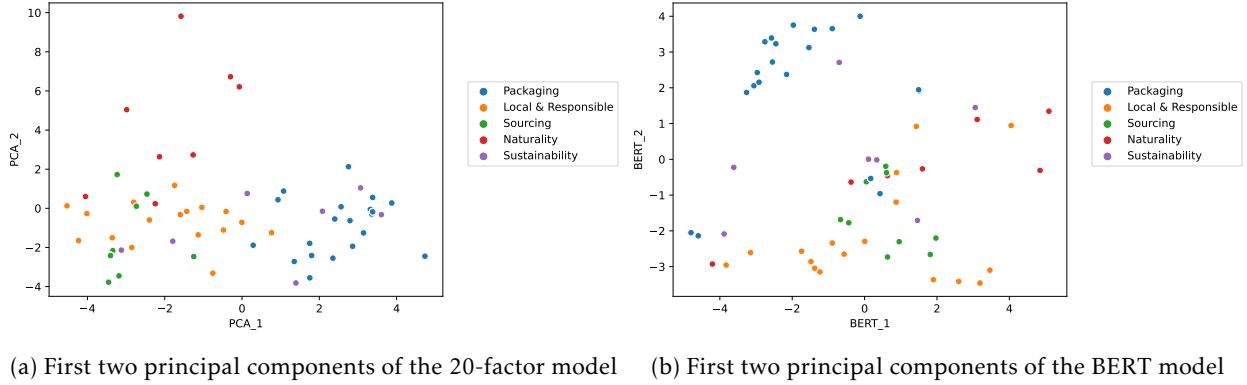 10
8
6
4
2
0
−2
−4
PCA_2
−4
−2
0
2
4
PCA_1
Packaging
Local & Responsible
Sourcing
Naturality
Sustainability
4
3
2
1
0
−1
−2
−3
BERT_2
−4
−2
0
2
4
BERT_1
Packaging
Local & Responsible
Sourcing
Naturality
Sustainability
(a) First two principal components of the 20-factor model
(b) First two principal components of the BERT model